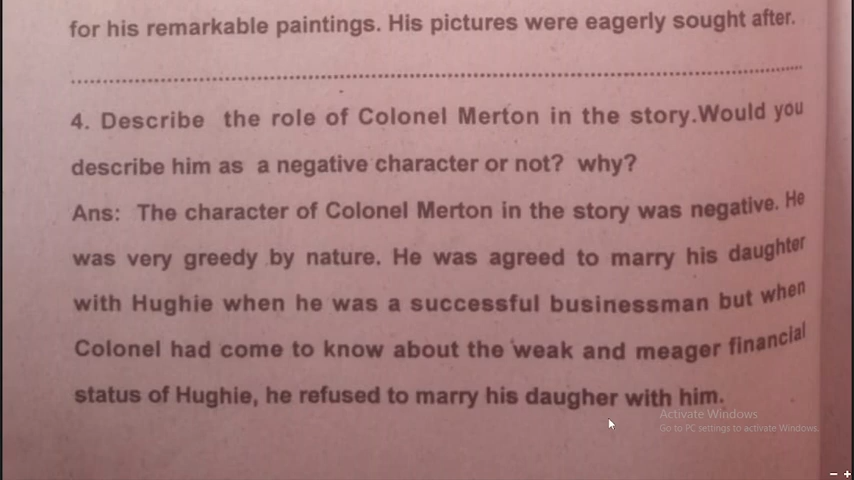 for his remarkable paintings. His pictures were eagerly sought after.
4. Describe the role of Colonel Merton in the story.Would you
describe him as a negative character or not? why?
Ans: The character of Colonel Merton in the story was negative. He
was very greedy by nature. He was agreed to marry his daughter
with Hughie when he was a successful businessman but when
Colonel had come to know about the weak and meager financial
status of Hughie, he refused to marry his daugher with him.
Activate Windows
Go to PC settings to activate Windows.